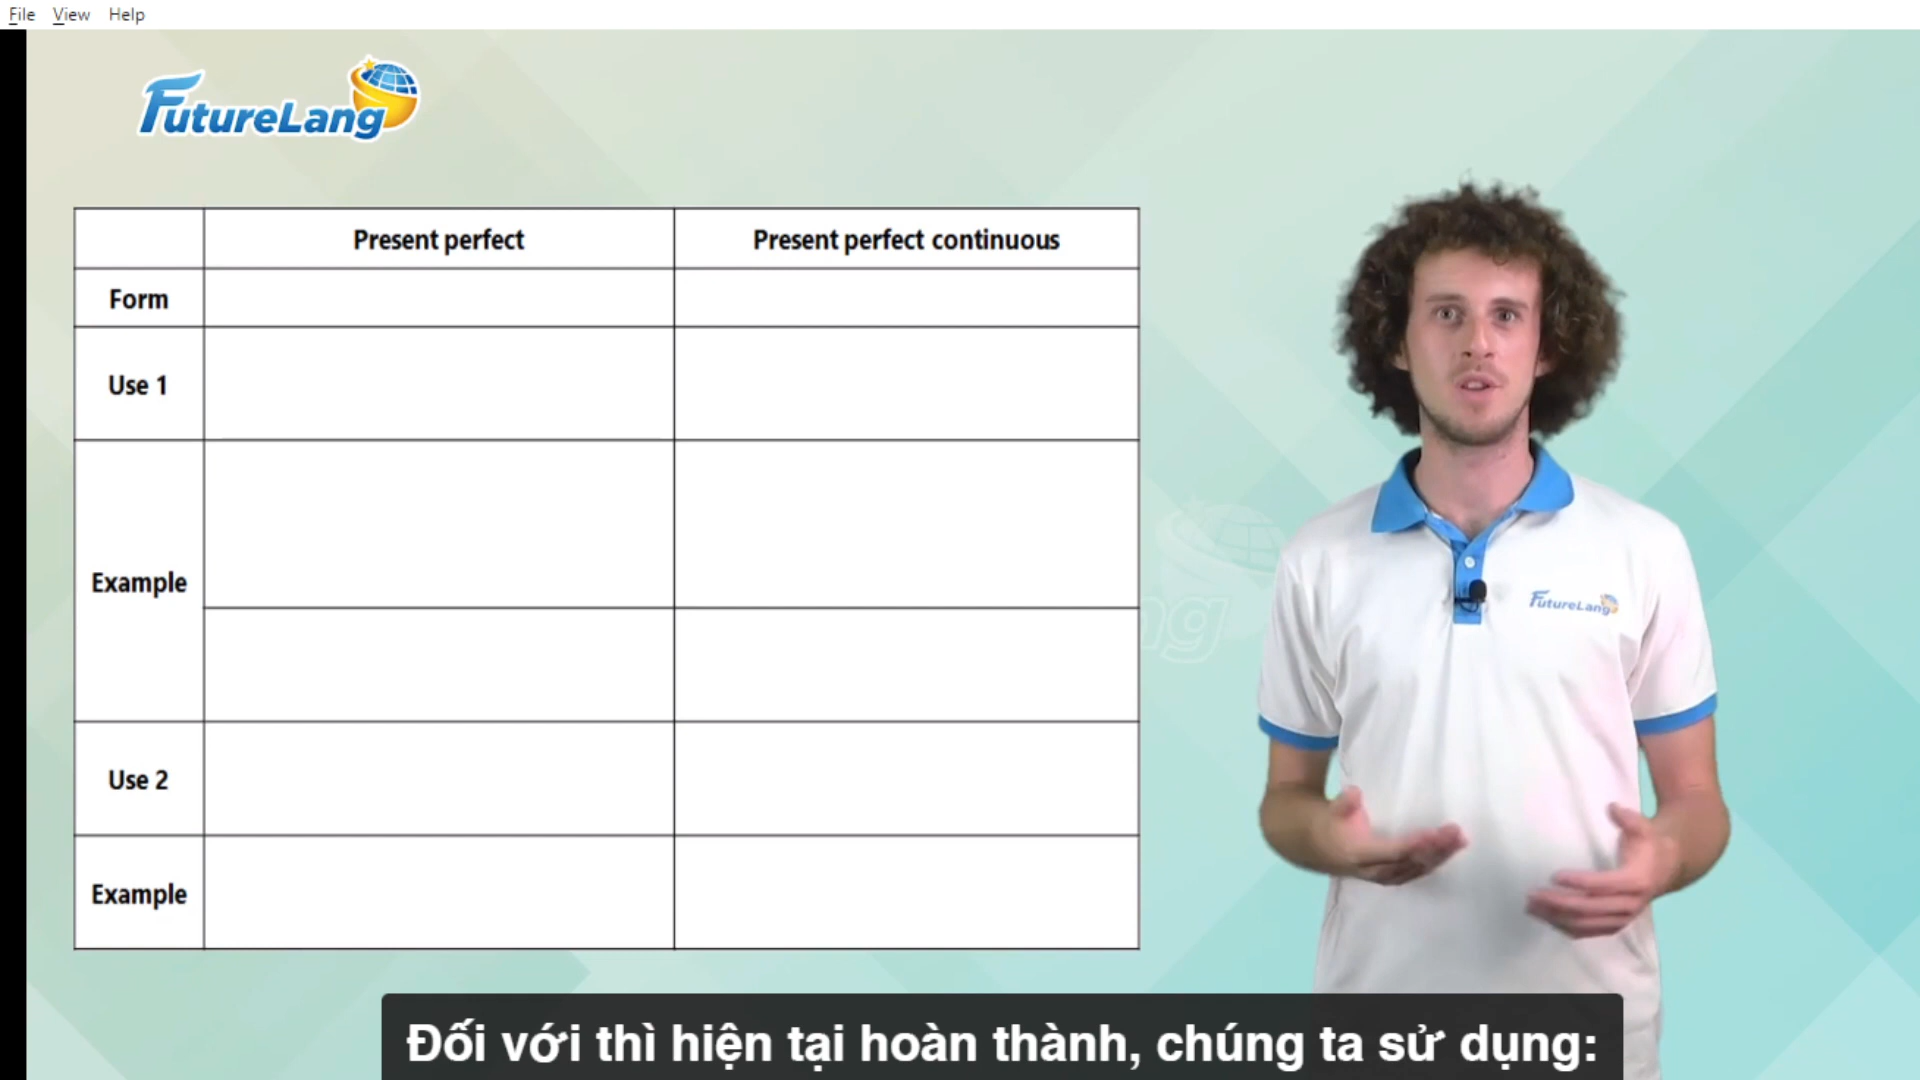 File View Help
FutureLang
Present perfect Present perfect continuous
Form
Use 1
Example
Use 2
Example
FutureLang
ng
Đối với thì hiện tại hoàn thành, chúng ta sử dụng: